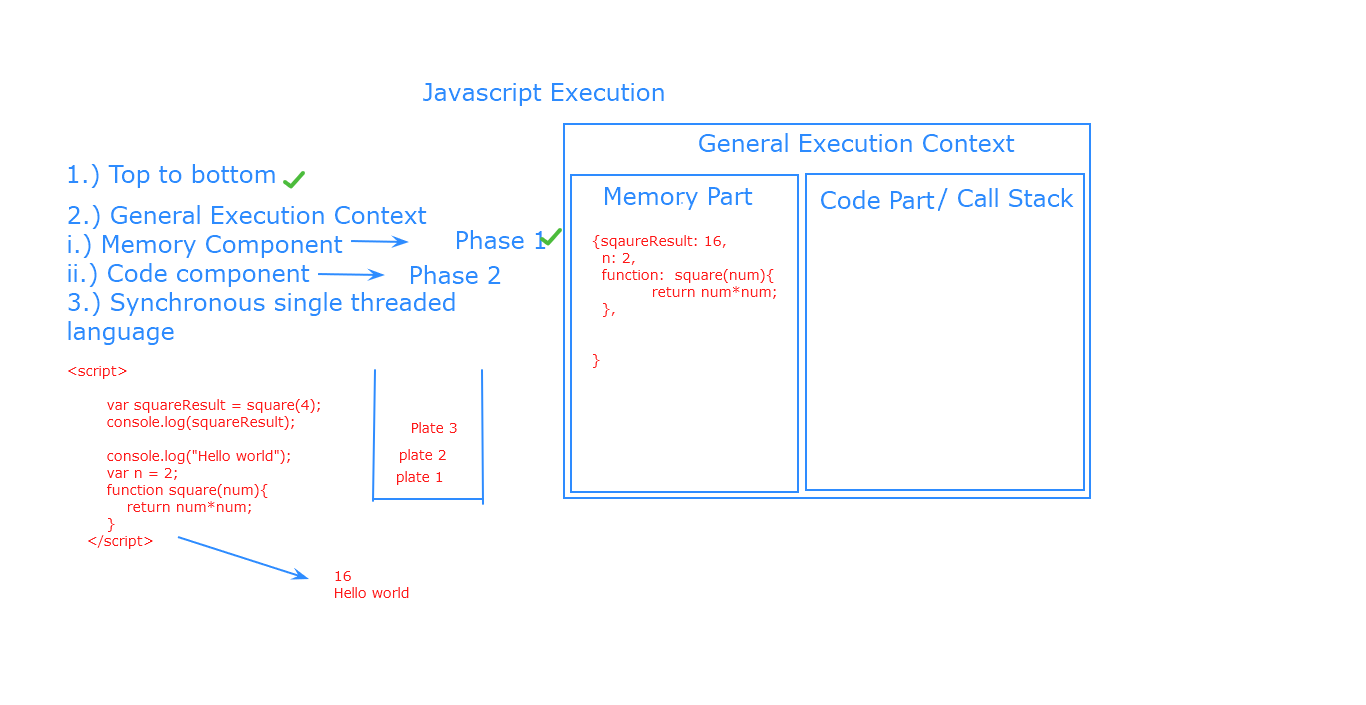 Javascript Execution
1.) Top to bottom
2.) General Execution Context
i.) Memory Component
Phase 1
ii.) Code component
Phase 2
3.) Synchronous single threaded
language
<script>
var squareResult = square(4);
console.log(squareResult);
console.log("Hello world");
var n = 2;
function square(num){
return num*num;
}
</script>
16
Hello world
Plate 3
plate 2
plate 1
General Execution Context
Memory Part
{sqaureResult: 16,
n: 2,
function:  square(num){
return num*num;
},
}
Code Part/ Call Stack